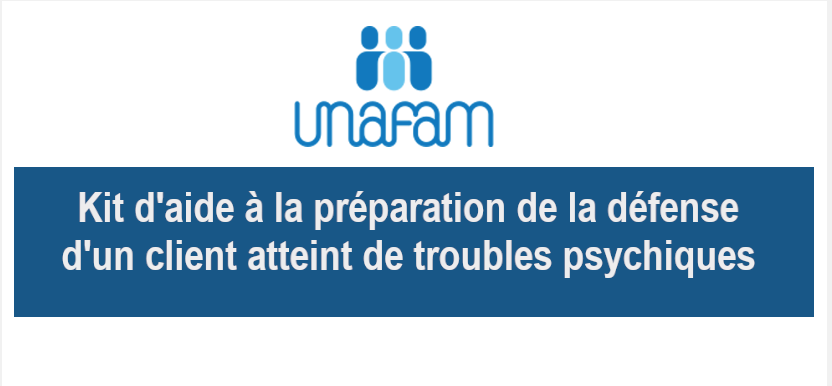 unafam
Kit d'aide à la préparation de la défense
d'un client atteint de troubles psychiques